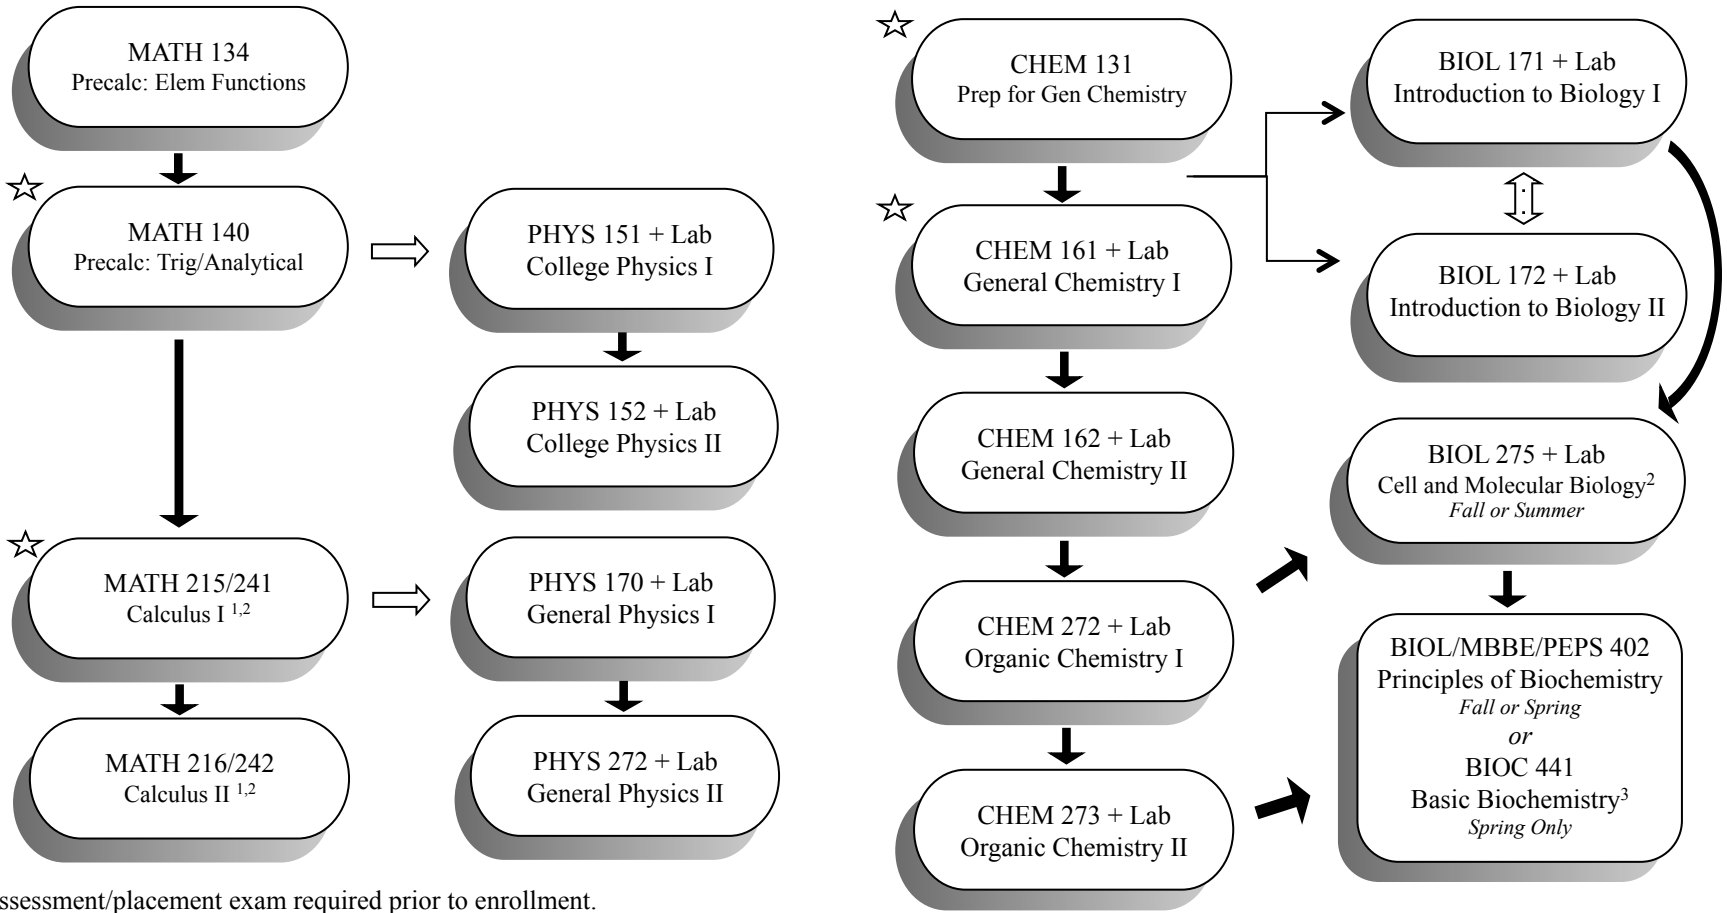 MATH 134
Precalc: Elem Functions
MATH 140
Precalc: Trig/Analytical
MATH 215/241
Calculus I 1,2
MATH 216/242
Calculus II 1,2
PHYS 151 + Lab
College Physics I
PHYS 152 + Lab
College Physics II
PHYS 170 + Lab
General Physics I
PHYS 272 + Lab
General Physics II
CHEM 131
Prep for Gen Chemistry
CHEM 161 + Lab
General Chemistry I
CHEM 162 + Lab
General Chemistry II
CHEM 272 + Lab
Organic Chemistry I
CHEM 273 + Lab
Organic Chemistry II
BIOL 171 + Lab
Introduction to Biology I
BIOL 172 + Lab
Introduction to Biology II
BIOL 275 + Lab
Cell and Molecular Biology2
Fall or Summer
BIOL/MBBE/PEPS 402
Principles of Biochemistry
Fall or Spring
or
BIOC 441
Basic Biochemistry3
Spring Only
ssessment/placement exam required prior to enrollment.